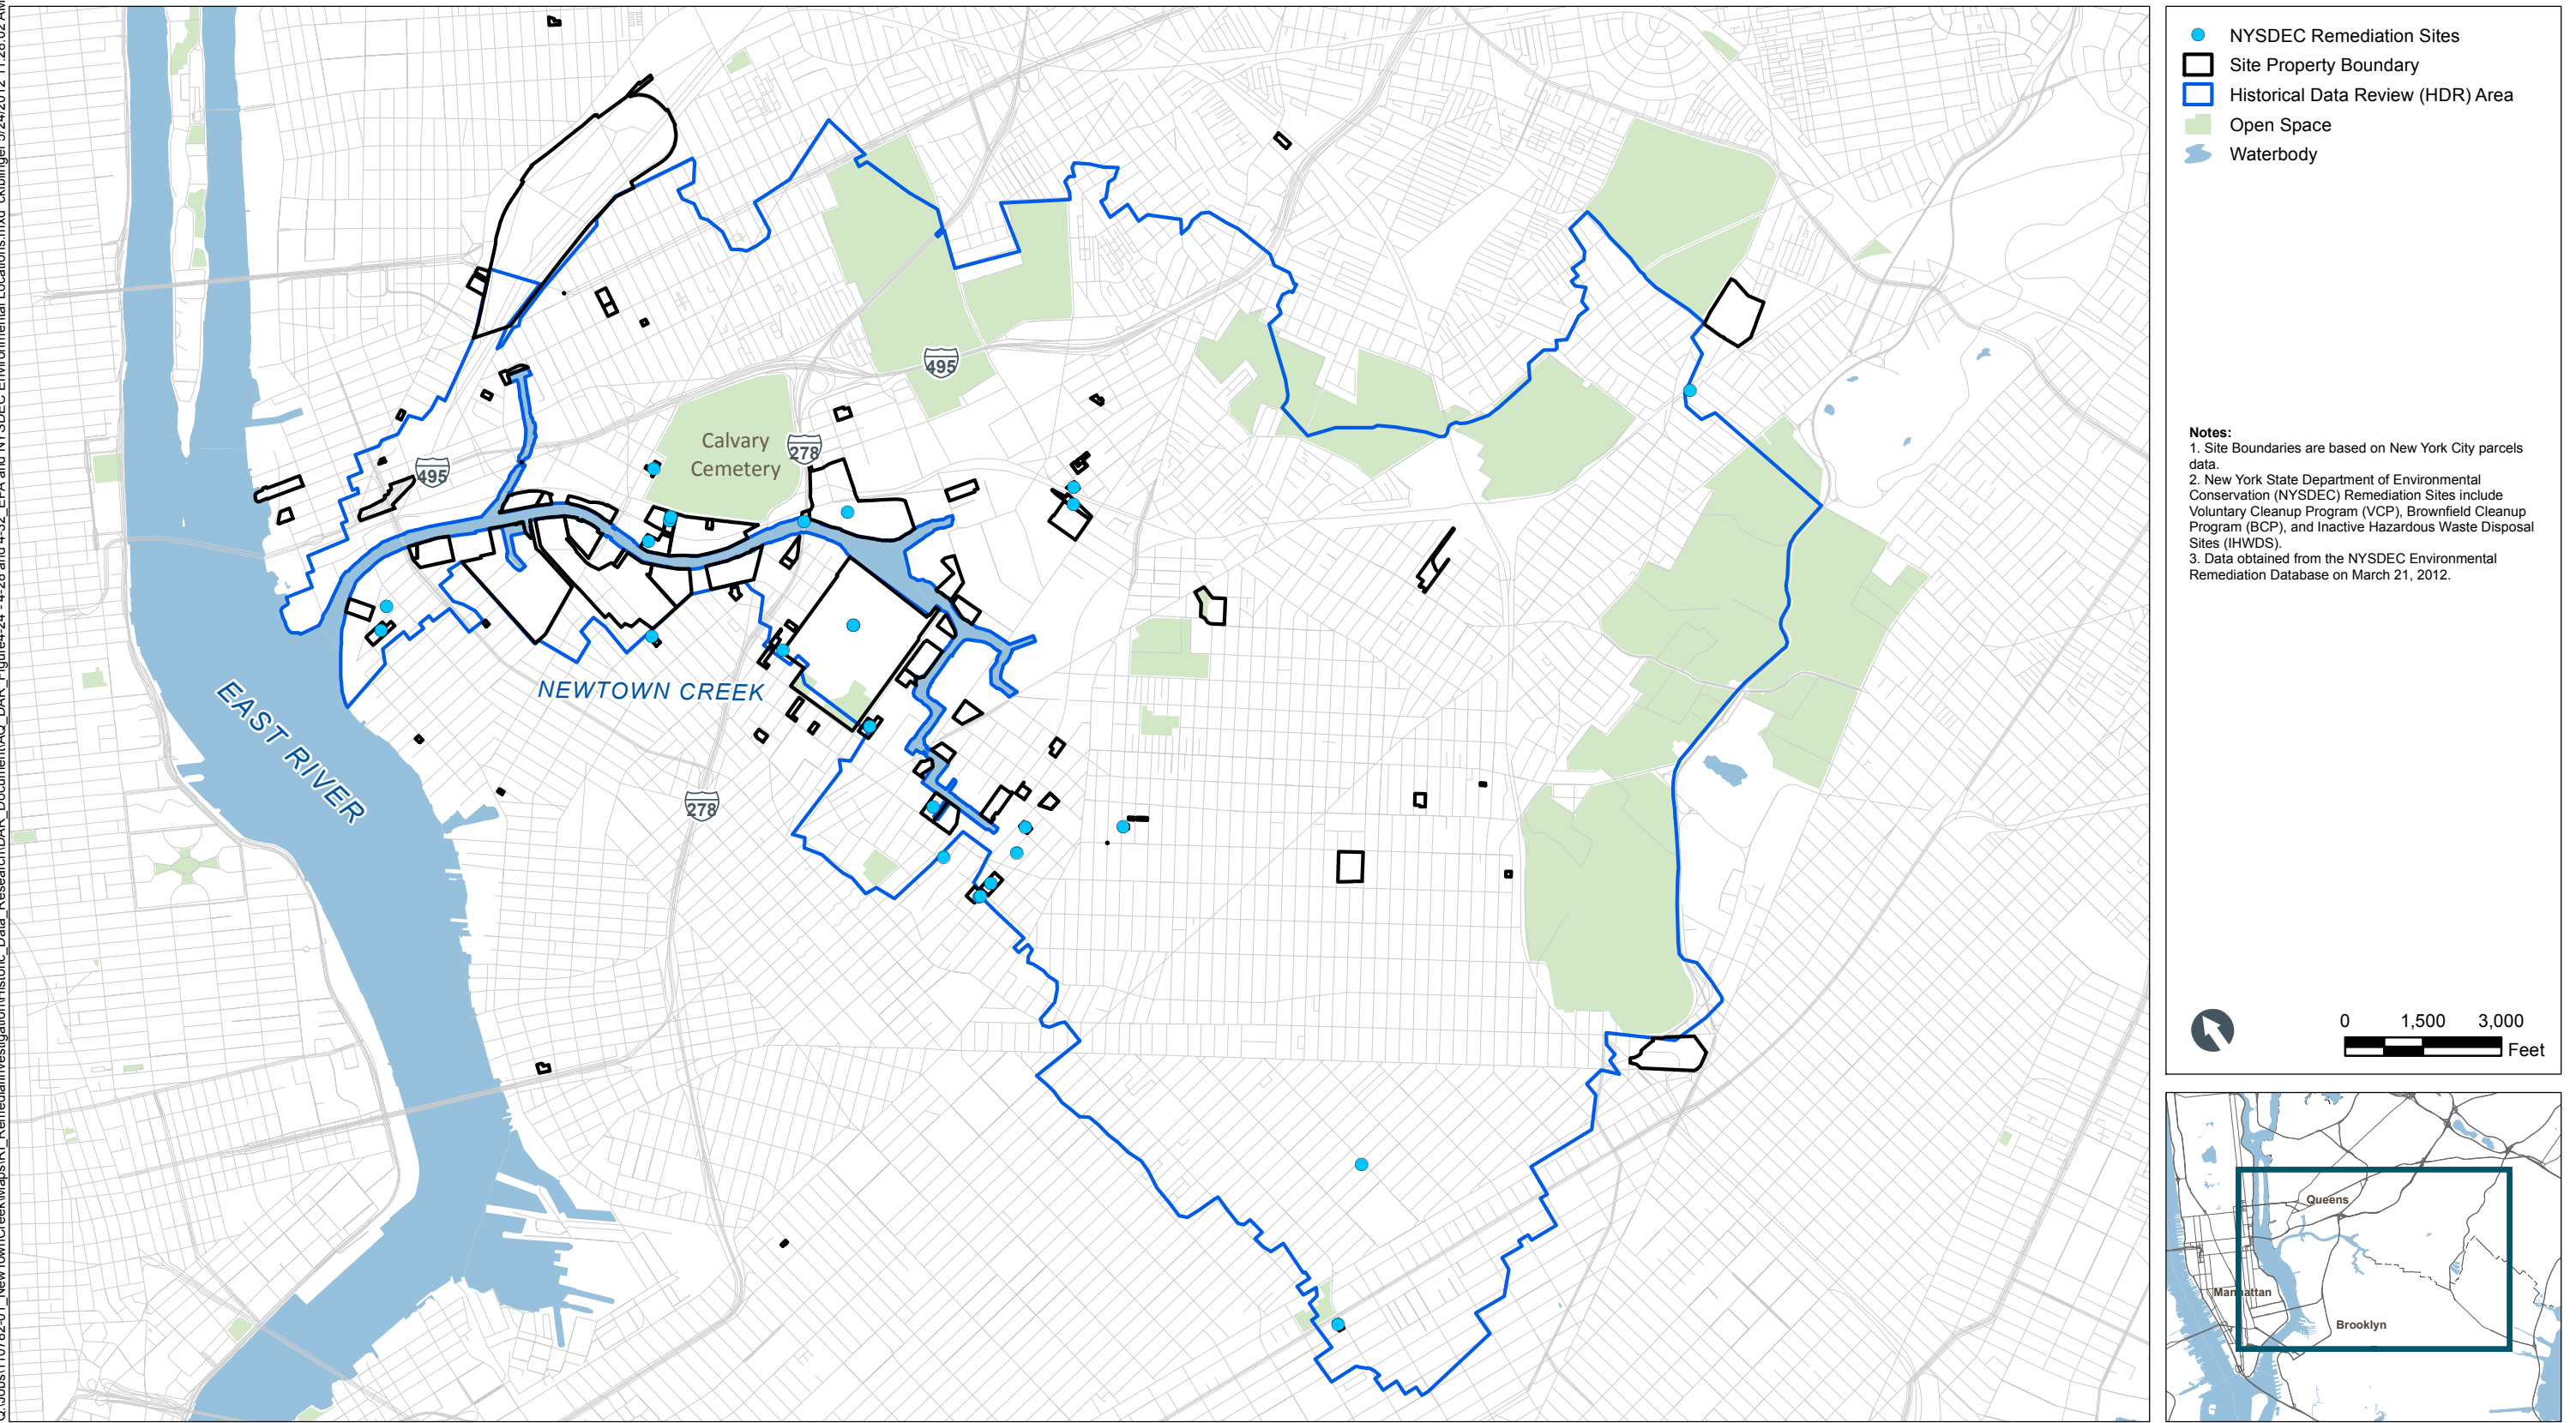 NYSDEC Remediation Sites
Site Property Boundary
Historical Data Review (HDR) Area
Open Space
Waterbody
495
Calvary
Cemetery
278
495
NEWTOWN CREEK
EAST RIVER
278
Notes:
1. Site Boundaries are based on New York City parcels
data.
2. New York State Department of Environmental
Conservation (NYSDEC) Remediation Sites include
Voluntary Cleanup Program (VCP), Brownfield Cleanup
Program (BCP), and Inactive Hazardous Waste Disposal
Sites (IHWDS).
3. Data obtained from the NYSDEC Environmental
Remediation Database on March 21, 2012.
0 1,500 3,000
Feet
Queens
Manhattan
Brooklyn